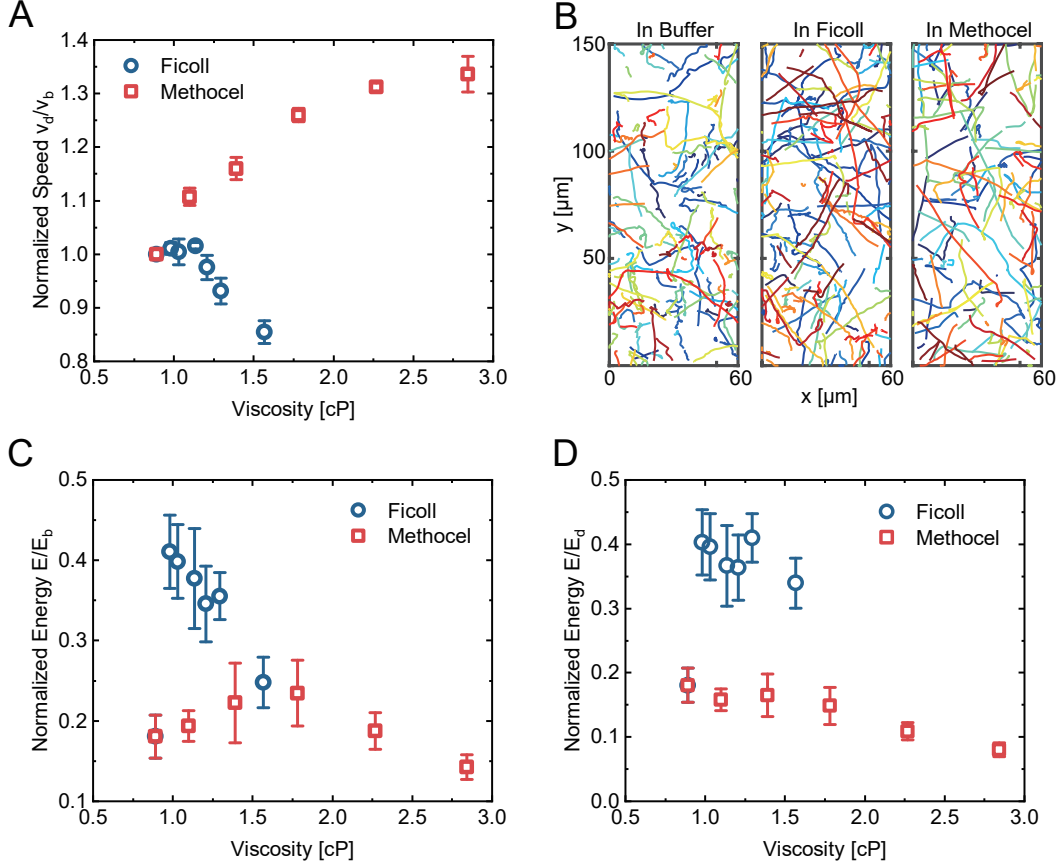 A
Normalized Speed v_d/v_b
1.4
1.3
1.2
1.1
1.0
0.9
0.8
Ficoll
Methocel
0.5 1.0 1.5 2.0 2.5 3.0
Viscosity [cP]
B
In Buffer In Ficoll In Methocel
y [µm]
150
100
50
0 60 60 60
x [µm]
C
Normalized Energy E/E_b
0.5
0.4
0.3
0.2
0.1
Ficoll
Methocel
0.5 1.0 1.5 2.0 2.5 3.0
Viscosity [cP]
D
Normalized Energy E/E_d
0.5
0.4
0.3
0.2
0.1
0.0
Ficoll
Methocel
0.5 1.0 1.5 2.0 2.5 3.0
Viscosity [cP]